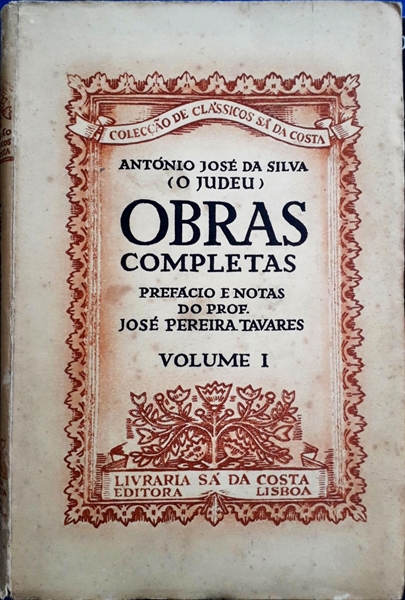 COLECÇÃO DE CLÁSSICOS SÁ DA COSTA
ANTÓNIO JOSÉ DA SILVA
(O JUDEU)
OBRAS
COMPLETAS
PREFÁCIO E NOTAS
DO PROF.
JOSÉ PEREIRA TAVARES
VOLUME I
LIVRARIA SÁ DA COSTA
EDITORA LISBOA